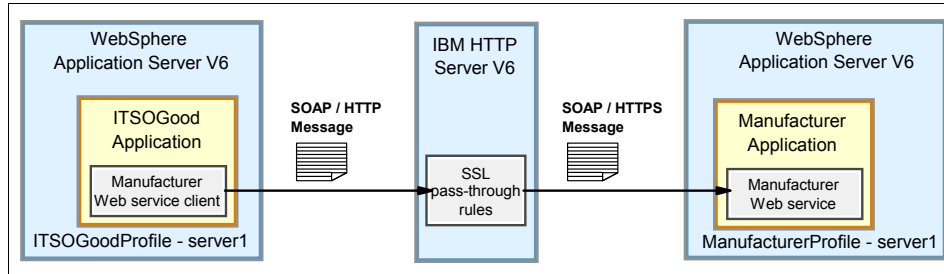 WebSphere
Application Server V6
ITSOGood
Application
Manufacturer
Web service client
ITSOGoodProfile - server1
SOAP / HTTP
Message
IBM HTTP
Server V6
SSL
pass-through
rules
SOAP / HTTPS
Message
WebSphere
Application Server V6
Manufacturer
Application
Manufacturer
Web service
ManufacturerProfile - server1